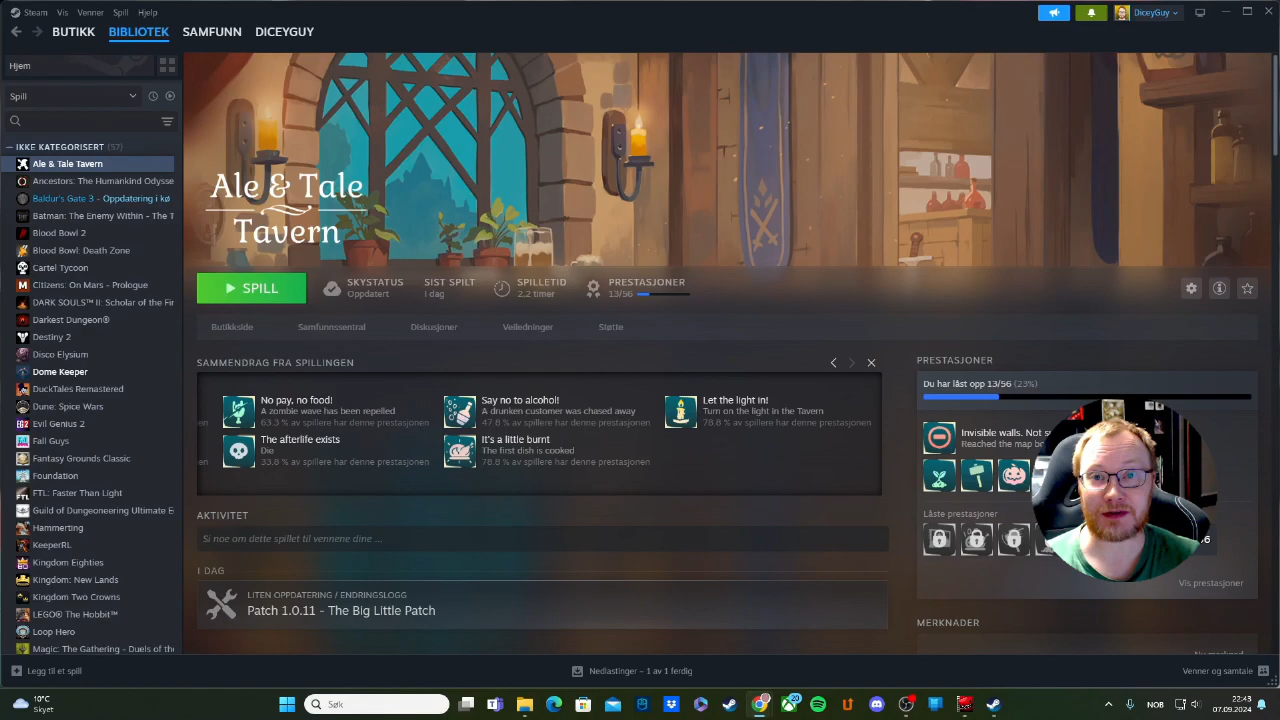 Steam Vis Venner Spill Hjelp
DiceyGuy
BUTIKK BIBLIOTEK SAMFUNN DICEYGUY
Hjem
Spill
IKKE KATEGORISERT (57)
Ale & Tale Tavern
Ancestors: The Humankind Odysse
Baldur's Gate 3 - Oppdatering i kø
Batman: The Enemy Within - The T
Blood Bowl 2
Blood Bowl: Death Zone
Cartel Tycoon
Citizens: On Mars - Prologue
DARK SOULS™ II: Scholar of the Fir
Darkest Dungeon®
Destiny 2
Disco Elysium
Dome Keeper
DuckTales Remastered
Dune: Spice Wars
Evil Genius 2
Fall Guys
Fantasy Grounds Classic
Foundation
FTL: Faster Than Light
Guild of Dungeoneering Ultimate E
Hammerting
KeeperRL
Kingdom Eighties
Kingdom: New Lands
Kingdom Two Crowns
LEGO® The Hobbit™
Loop Hero
Magic: The Gathering - Duels of the
Ale & Tale
Tavern
SPILL
SKYSTATUS
Oppdatert
SIST SPILT
I dag
SPILLETID
2,2 timer
PRESTASJONER
13/56
Butikkside Samfunnssentral Diskusjoner Veiledninger Støtte
SAMMENDRAG FRA SPILLINGEN
No pay, no food!
A zombie wave has been repelled
63.3 % av spillere har denne prestasjonen
Say no to alcohol!
A drunken customer was chased away
47.8 % av spillere har denne prestasjonen
Let the light in!
Turn on the light in the Tavern
78.8 % av spillere har denne prestasjonen
The afterlife exists
Die
33.8 % av spillere har denne prestasjonen
It's a little burnt
The first dish is cooked
78.8 % av spillere har denne prestasjonen
AKTIVITET
Si noe om dette spillet til vennene dine ...
I DAG
LITEN OPPDATERING / ENDRINGSLOGG
Patch 1.0.11 - The Big Little Patch
PRESTASJONER
Du har låst opp 13/56 (23%)
Invisible walls. Not s
Reached the map bo
Låste prestasjoner
Vis prestasjoner
MERKNADER
Legg til et spill
Nedlastinger – 1 av 1 ferdig
Venner og samtale
10°C
Skyet
Søk
20
NOB
22.43
07.09.2024